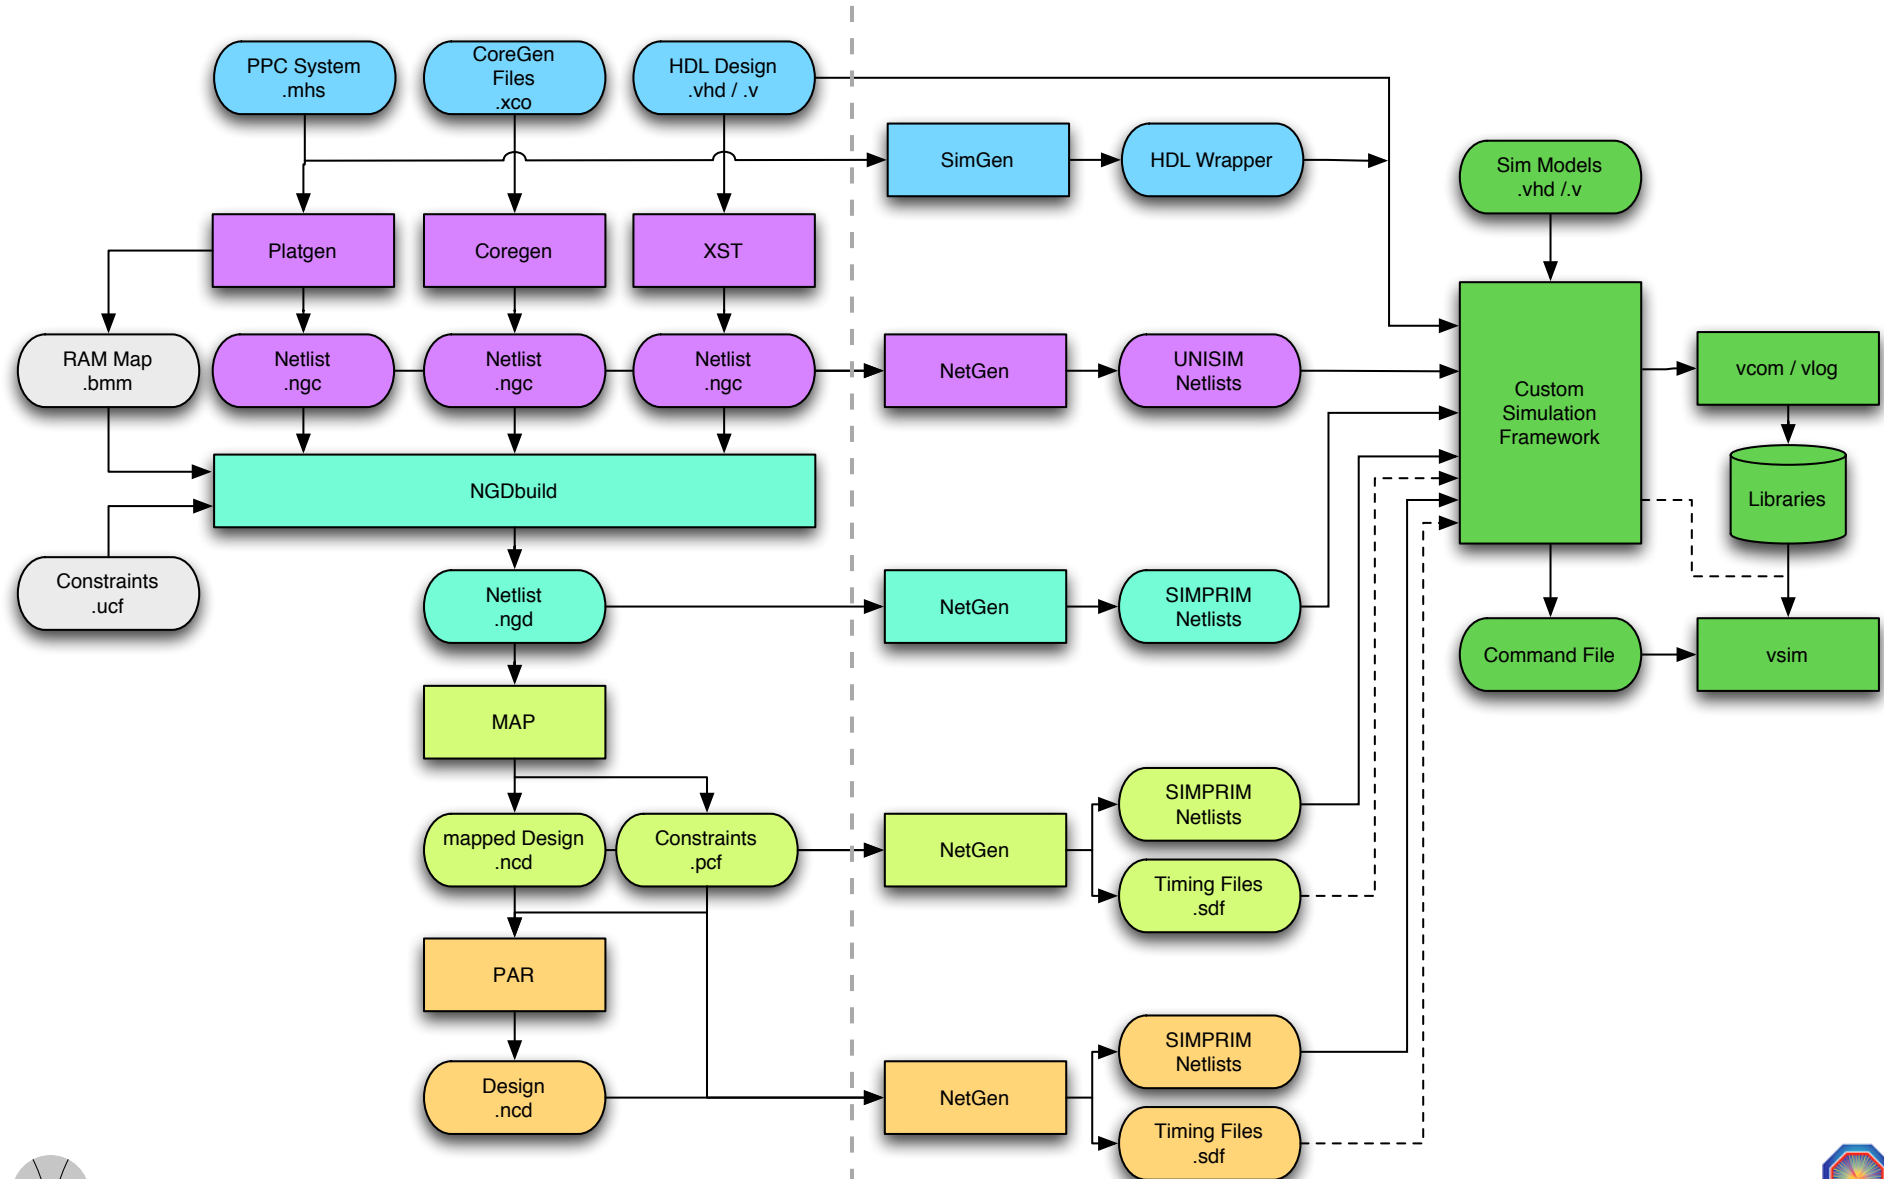 PPC System
.mhs
CoreGen
Files
.xco
HDL Design
.vhd / .v
SimGen
HDL Wrapper
Sim Models
.vhd /.v
Platgen
Coregen
XST
RAM Map
.bmm
Netlist
.ngc
Netlist
.ngc
Netlist
.ngc
NetGen
UNISIM
Netlists
Custom
Simulation
Framework
vcom / vlog
Libraries
NGDbuild
Constraints
.ucf
Netlist
.ngd
NetGen
SIMPRIM
Netlists
Command File
vsim
MAP
mapped Design
.ncd
Constraints
.pcf
NetGen
SIMPRIM
Netlists
Timing Files
.sdf
PAR
Design
.ncd
NetGen
SIMPRIM
Netlists
Timing Files
.sdf